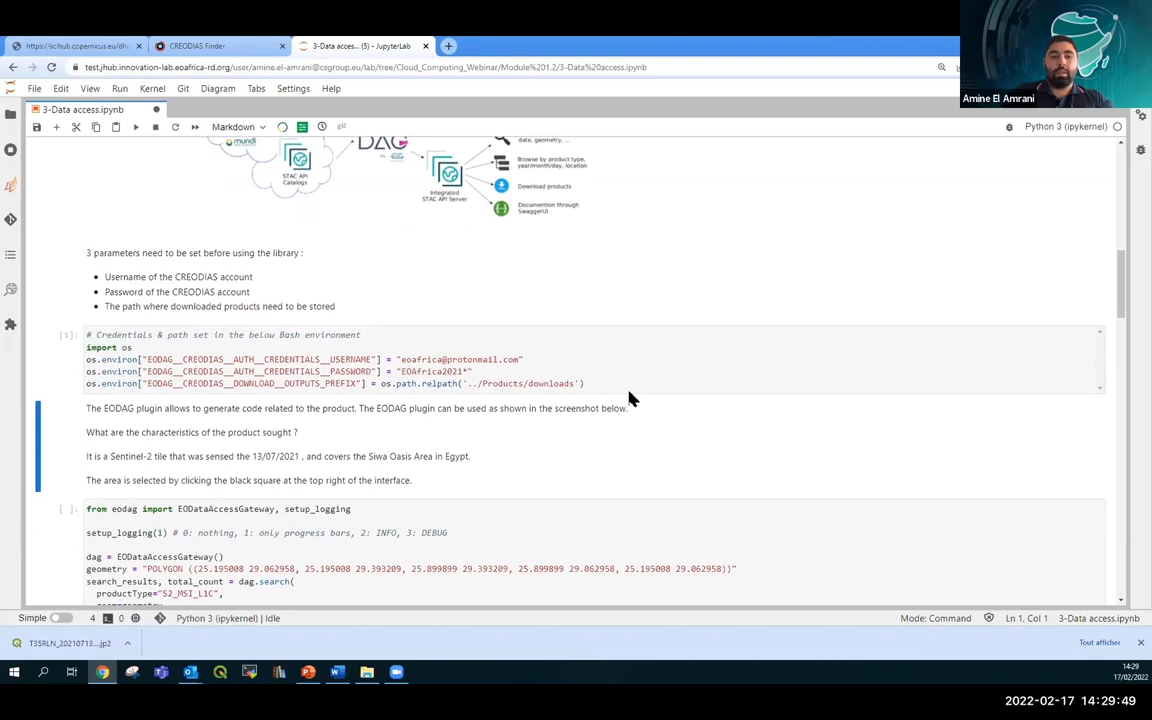 https://scihub.copernicus.eu/dhu
CREODIAS Finder
3-Data acces... (5) - JupyterLab
test.jhub.innovation-lab.eoafrica-rd.org/user/amine.el-amrani@csgroup.eu/lab/tree/Cloud_Computing_Webinar/Module%201.2/3-Data%20access.ipynb
Amine El Amrani
File Edit View Run Kernel Git Diagram Tabs Settings Help
3-Data access.ipynb
Markdown
git
Python 3 (ipykernel)
mundi
DAG
by
STAC API
Catalogs
Integrated
STAC API Server
date, geometry, ...
Browse by product type,
year/month/day, location
Download products
Documention through
SwaggerUI
3 parameters need to be set before using the library :
Username of the CREODIAS account
Password of the CREODIAS account
The path where downloaded products need to be stored
[1]:
# Credentials & path set in the below Bash environment
import os
os.environ["EODAG__CREODIAS__AUTH__CREDENTIALS__USERNAME"] = "eoafrica@protonmail.com"
os.environ["EODAG__CREODIAS__AUTH__CREDENTIALS__PASSWORD"] = "EOAfrica2021*"
os.environ["EODAG__CREODIAS__DOWNLOAD__OUTPUTS_PREFIX"] = os.path.relpath('../Products/downloads')
The EODAG plugin allows to generate code related to the product. The EODAG plugin can be used as shown in the screenshot below.
What are the characteristics of the product sought ?
It is a Sentinel-2 tile that was sensed the 13/07/2021 , and covers the Siwa Oasis Area in Egypt.
The area is selected by clicking the black square at the top right of the interface.
[ ]:
from eodag import EODataAccessGateway, setup_logging
setup_logging(1) # 0: nothing, 1: only progress bars, 2: INFO, 3: DEBUG
dag = EODataAccessGateway()
geometry = "POLYGON ((25.195008 29.062958, 25.195008 29.393209, 25.899899 29.393209, 25.899899 29.062958, 25.195008 29.062958))"
search_results, total_count = dag.search(
productType="S2_MSI_L1C",
Simple 4 0 Python 3 (ipykernel) | Idle
Mode: Command Ln 1, Col 1 3-Data access.ipynb
T35RLN_20210713....jp2
Tout afficher
14:29
17/02/2022
2022-02-17 14:29:49